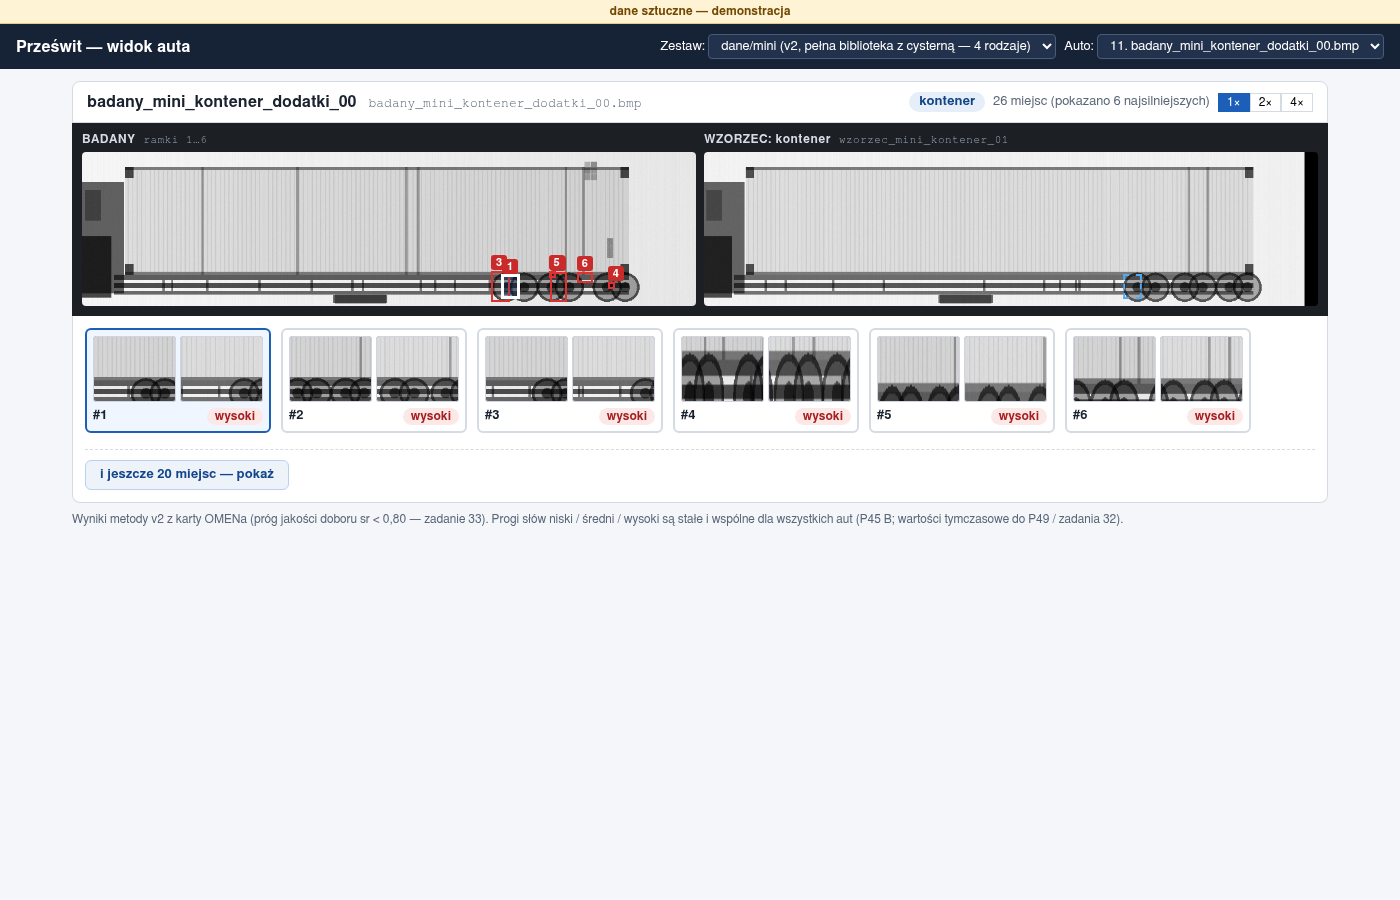 dane sztuczne — demonstracja
Prześwit — widok auta
Zestaw: dane/mini (v2, pełna biblioteka z cysterną — 4 rodzaje) Auto: 11. badany_mini_kontener_dodatki_00.bmp
badany_mini_kontener_dodatki_00 badany_mini_kontener_dodatki_00.bmp
kontener 26 miejsc (pokazano 6 najsilniejszych) 1× 2× 4×
BADANY ramki 1…6
3 1 5 6 4
WZORZEC: kontener wzorzec_mini_kontener_01
#1 wysoki
#2 wysoki
#3 wysoki
#4 wysoki
#5 wysoki
#6 wysoki
i jeszcze 20 miejsc — pokaż
Wyniki metody v2 z karty OMENa (próg jakości doboru sr < 0,80 — zadanie 33). Progi słów niski / średni / wysoki są stałe i wspólne dla wszystkich aut (P45 B; wartości tymczasowe do P49 / zadania 32).